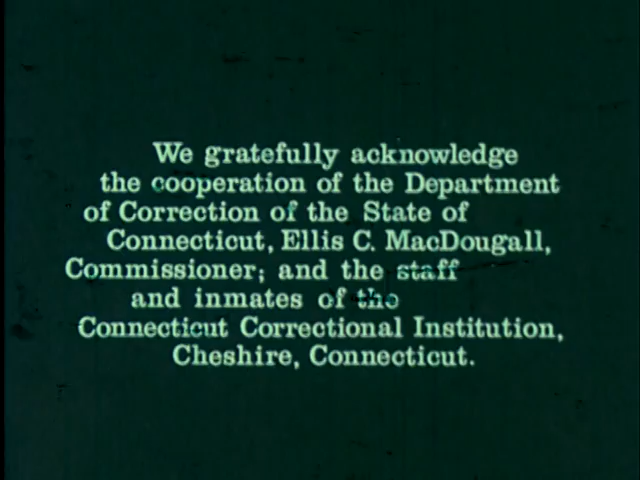 We gratefully acknowledge
the cooperation of the Department
of Correction of the State of
Connecticut, Ellis C. MacDougall,
Commissioner; and the staff
and inmates of the
Connecticut Correctional Institution,
Cheshire, Connecticut.